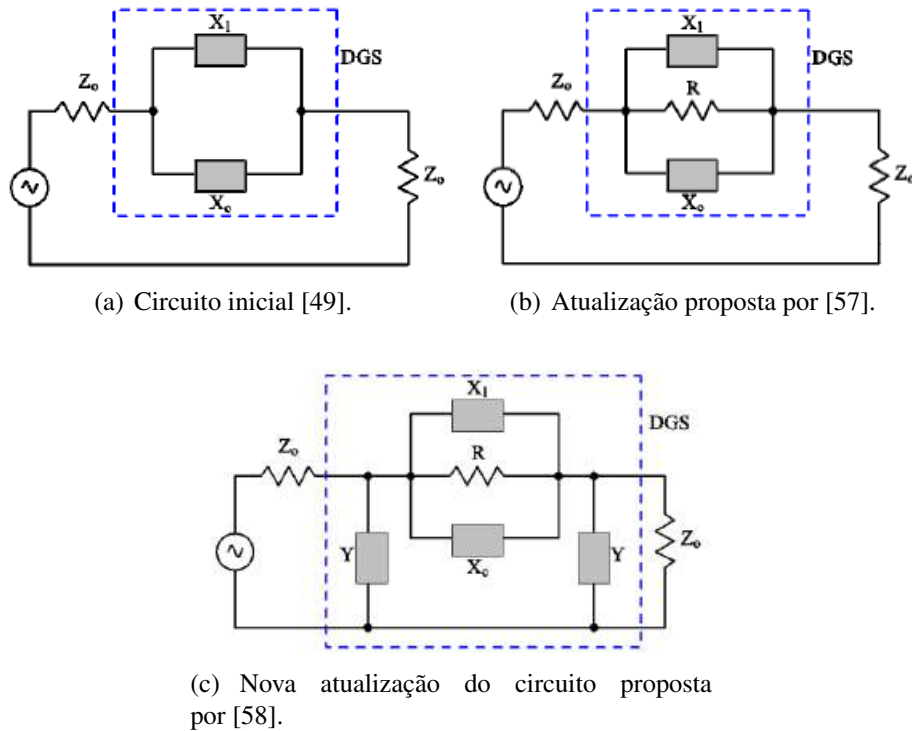 X₁
DGS
Zₒ
Xₒ
Zₒ
(a) Circuito inicial [49].
X₁
DGS
Zₒ
R
Xₒ
Zₒ
(b) Atualização proposta por [57].
X₁
DGS
Zₒ
R
Y
Xₒ
Y
Zₒ
(c) Nova atualização do circuito proposta
por [58].